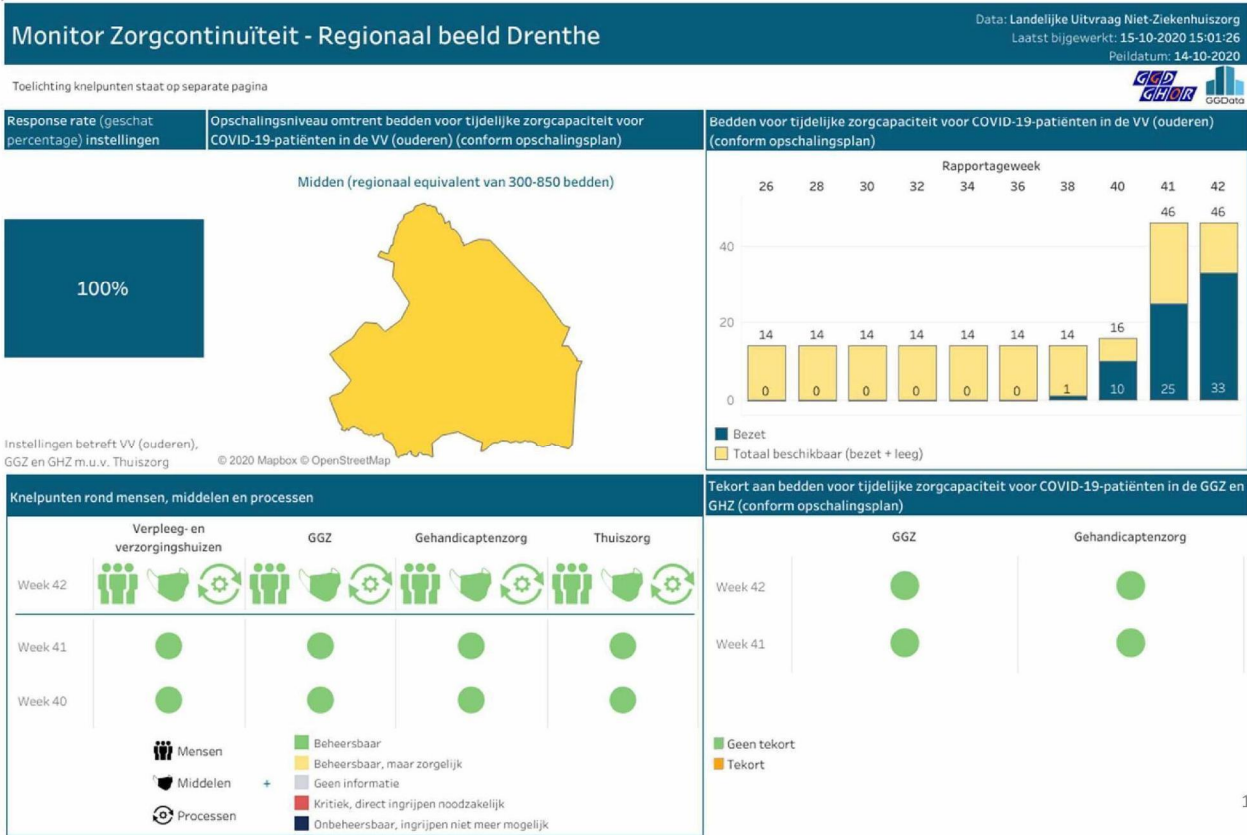 Monitor Zorgcontinuïteit - Regionaal beeld Drenthe
Data: Landelijke Uitvraag Niet-Ziekenhuiszorg
Laatst bijgewerkt: 15-10-2020 15:01:26
Peildatum: 14-10-2020
Toelichting knelpunten staat op separate pagina
GGD
GHOR
GGData
Response rate (geschat
percentage) instellingen
100%
Instellingen betreft VV (ouderen),
GGZ en GHZ m.u.v. Thuiszorg
Opschalingsniveau omtrent bedden voor tijdelijke zorgcapaciteit voor
COVID-19-patiënten in de VV (ouderen) (conform opschalingsplan)
Midden (regionaal equivalent van 300-850 bedden)
© 2020 Mapbox © OpenStreetMap
Bedden voor tijdelijke zorgcapaciteit voor COVID-19-patiënten in de VV (ouderen)
(conform opschalingsplan)
Rapportageweek
26 28 30 32 34 36 38 40 41 42
46 46
40
20
14 14 14 14 14 14 14 16
0 0 0 0 0 0 0 1 10 25 33
Bezet
Totaal beschikbaar (bezet + leeg)
Knelpunten rond mensen, middelen en processen
Verpleeg- en
verzorgingshuizen
GGZ
Gehandicaptenzorg
Thuiszorg
Week 42
Week 41
Week 40
Mensen
Middelen
Processen
+
Beheersbaar
Beheersbaar, maar zorgelijk
Geen informatie
Kritiek, direct ingrijpen noodzakelijk
Onbeheersbaar, ingrijpen niet meer mogelijk
Tekort aan bedden voor tijdelijke zorgcapaciteit voor COVID-19-patiënten in de GGZ en
GHZ (conform opschalingsplan)
GGZ
Gehandicaptenzorg
Week 42
Week 41
Geen tekort
Tekort
1